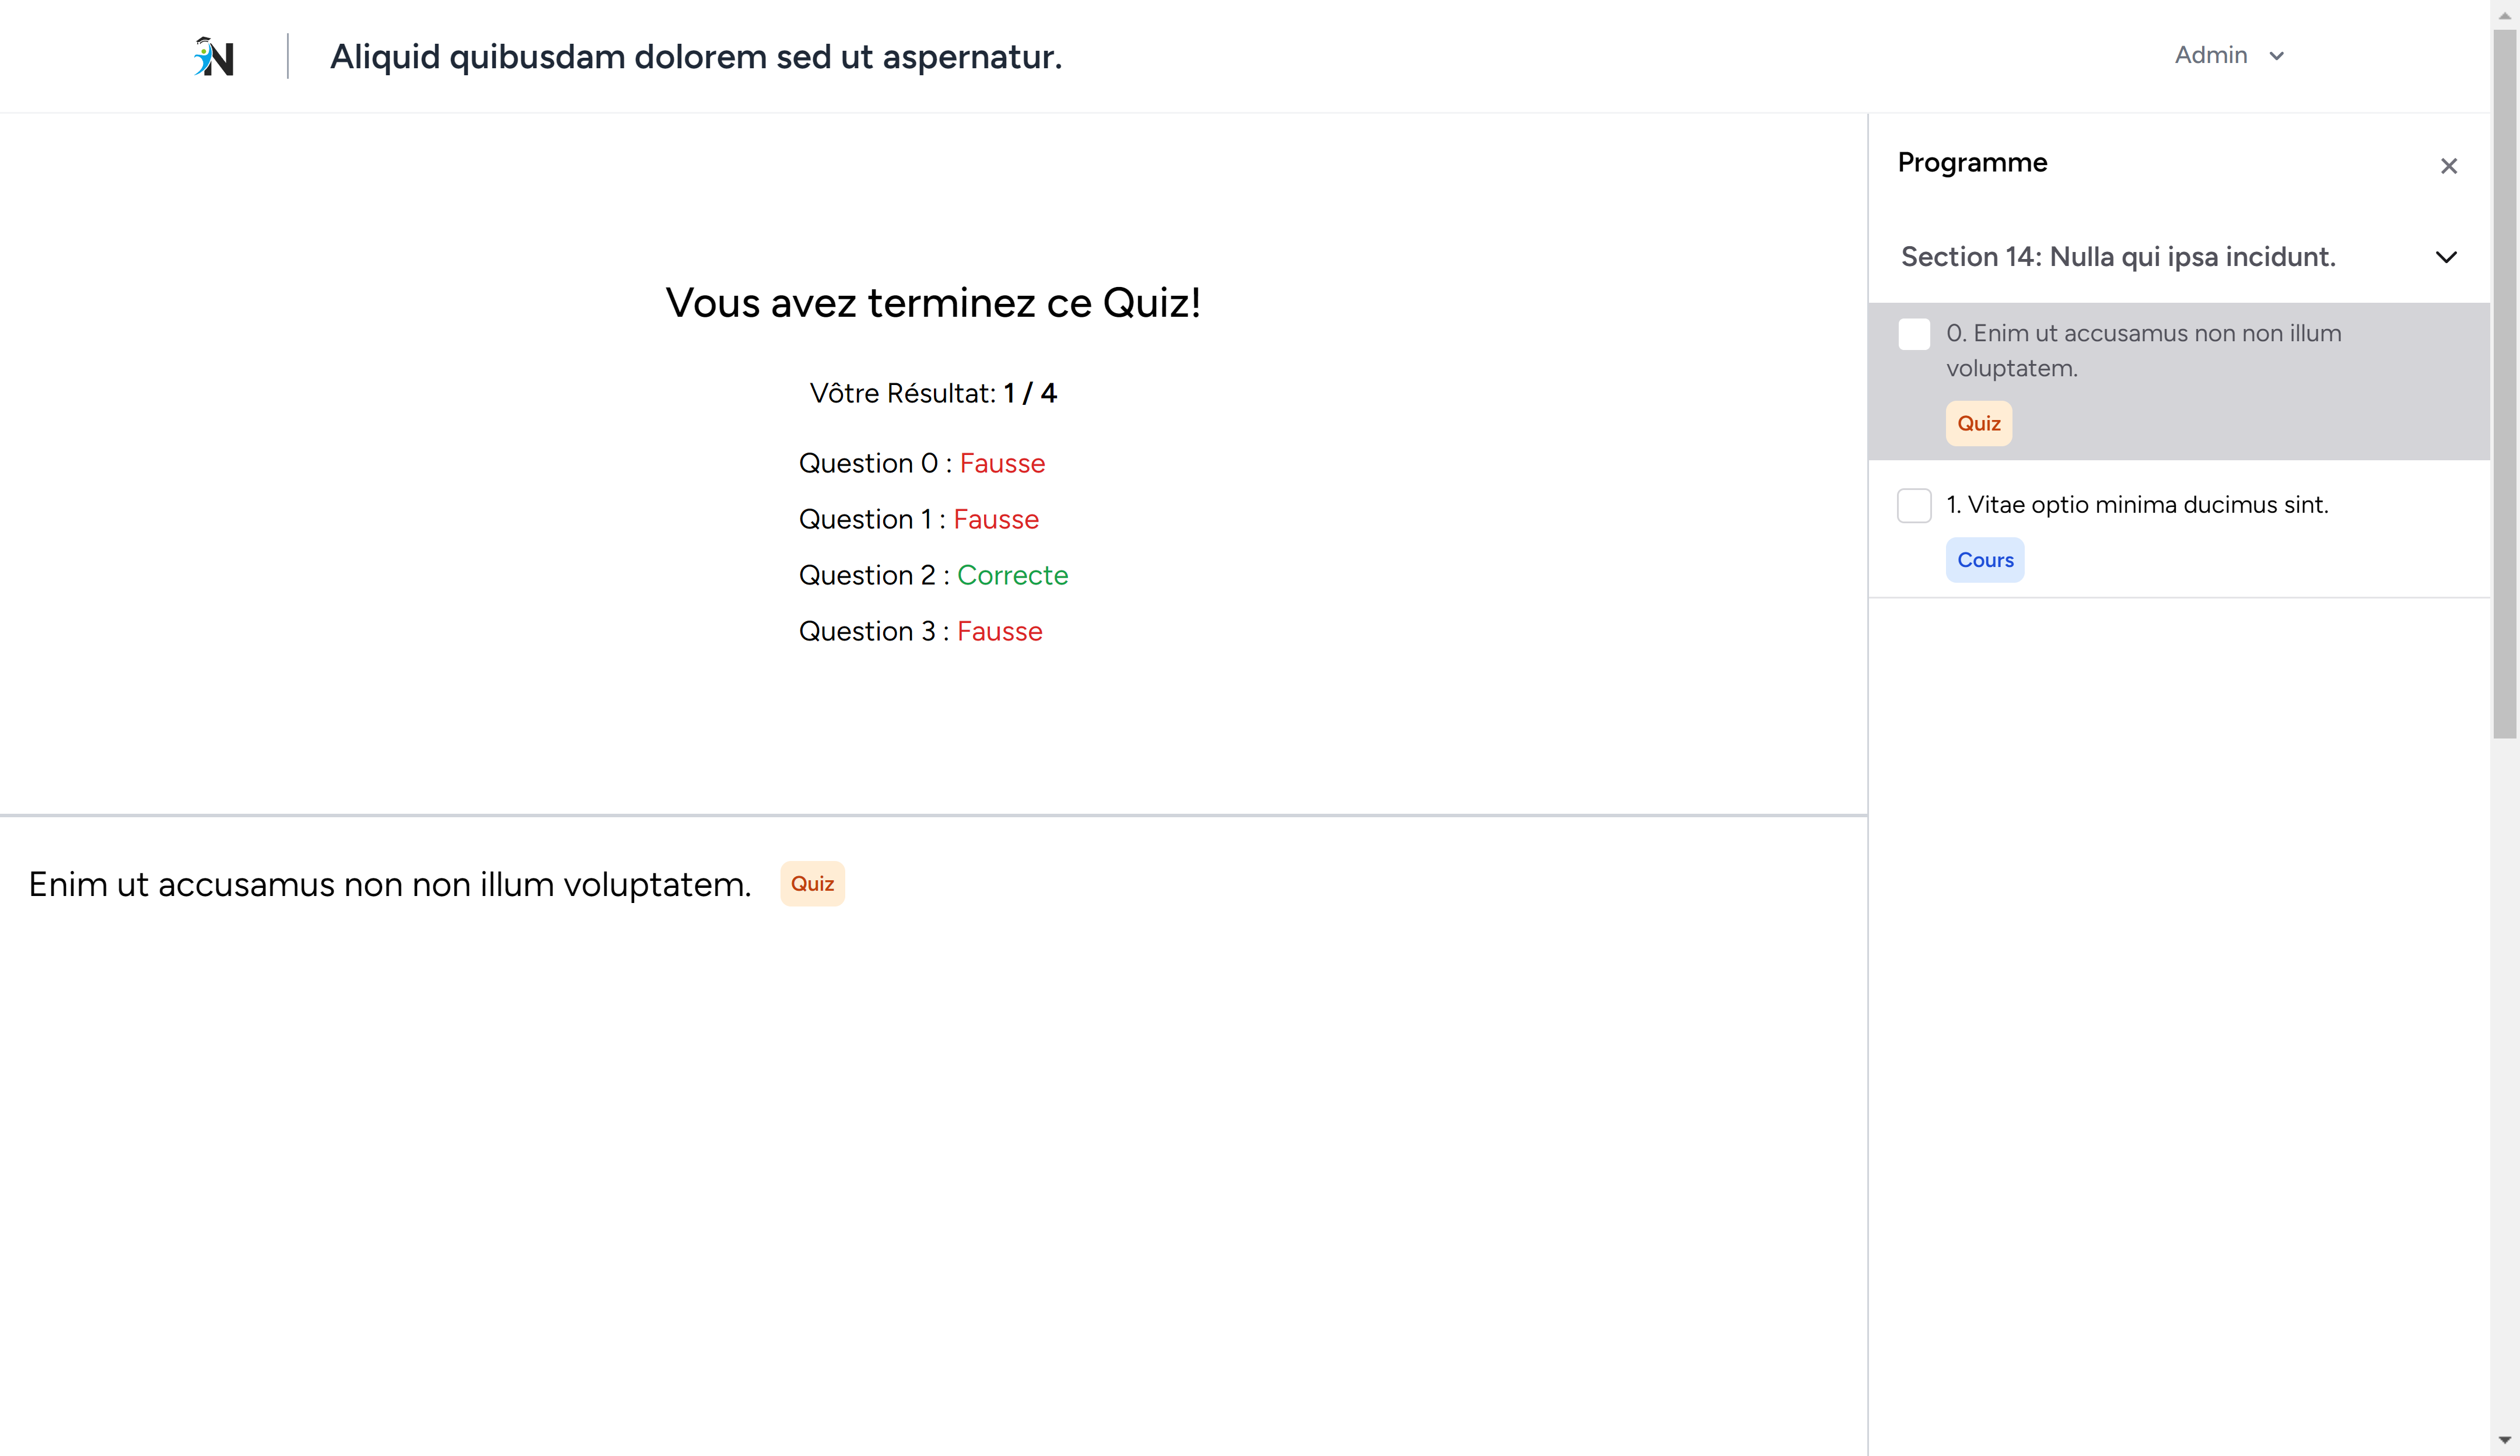 N
Aliquid quibusdam dolorem sed ut aspernatur.
Admin
Vous avez terminez ce Quiz!
Vôtre Résultat: 1 / 4
Question 0 : Fausse
Question 1 : Fausse
Question 2 : Correcte
Question 3 : Fausse
Enim ut accusamus non non illum voluptatem.
Quiz
Programme
Section 14: Nulla qui ipsa incidunt.
0. Enim ut accusamus non non illum
voluptatem.
Quiz
1. Vitae optio minima ducimus sint.
Cours